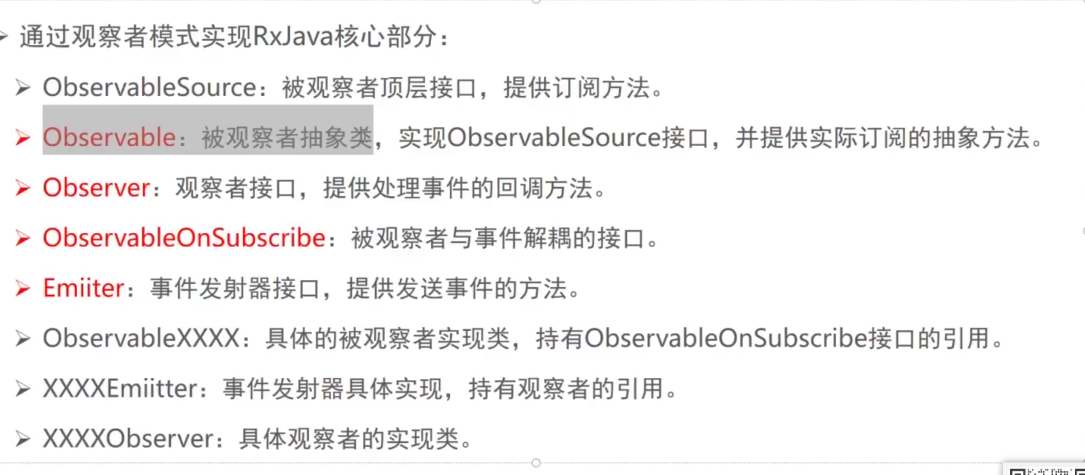 通过观察者模式实现RxJava核心部分：
ObservableSource：被观察者顶层接口，提供订阅方法。
Observable：被观察者抽象类，实现ObservableSource接口，并提供实际订阅的抽象方法。
Observer：观察者接口，提供处理事件的回调方法。
ObservableOnSubscribe：被观察者与事件解耦的接口。
Emiiter：事件发射器接口，提供发送事件的方法。
ObservableXXXX：具体的被观察者实现类，持有ObservableOnSubscribe接口的引用。
XXXXEmiitter：事件发射器具体实现，持有观察者的引用。
XXXXObserver：具体观察者的实现类。